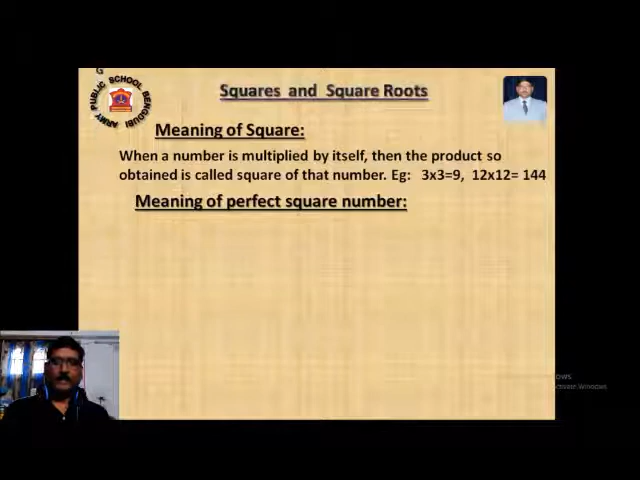 ARMY PUBLIC SCHOOL BENGDUBI
Squares and Square Roots
Meaning of Square:
When a number is multiplied by itself, then the product so
obtained is called square of that number. Eg: 3x3=9, 12x12= 144
Meaning of perfect square number: